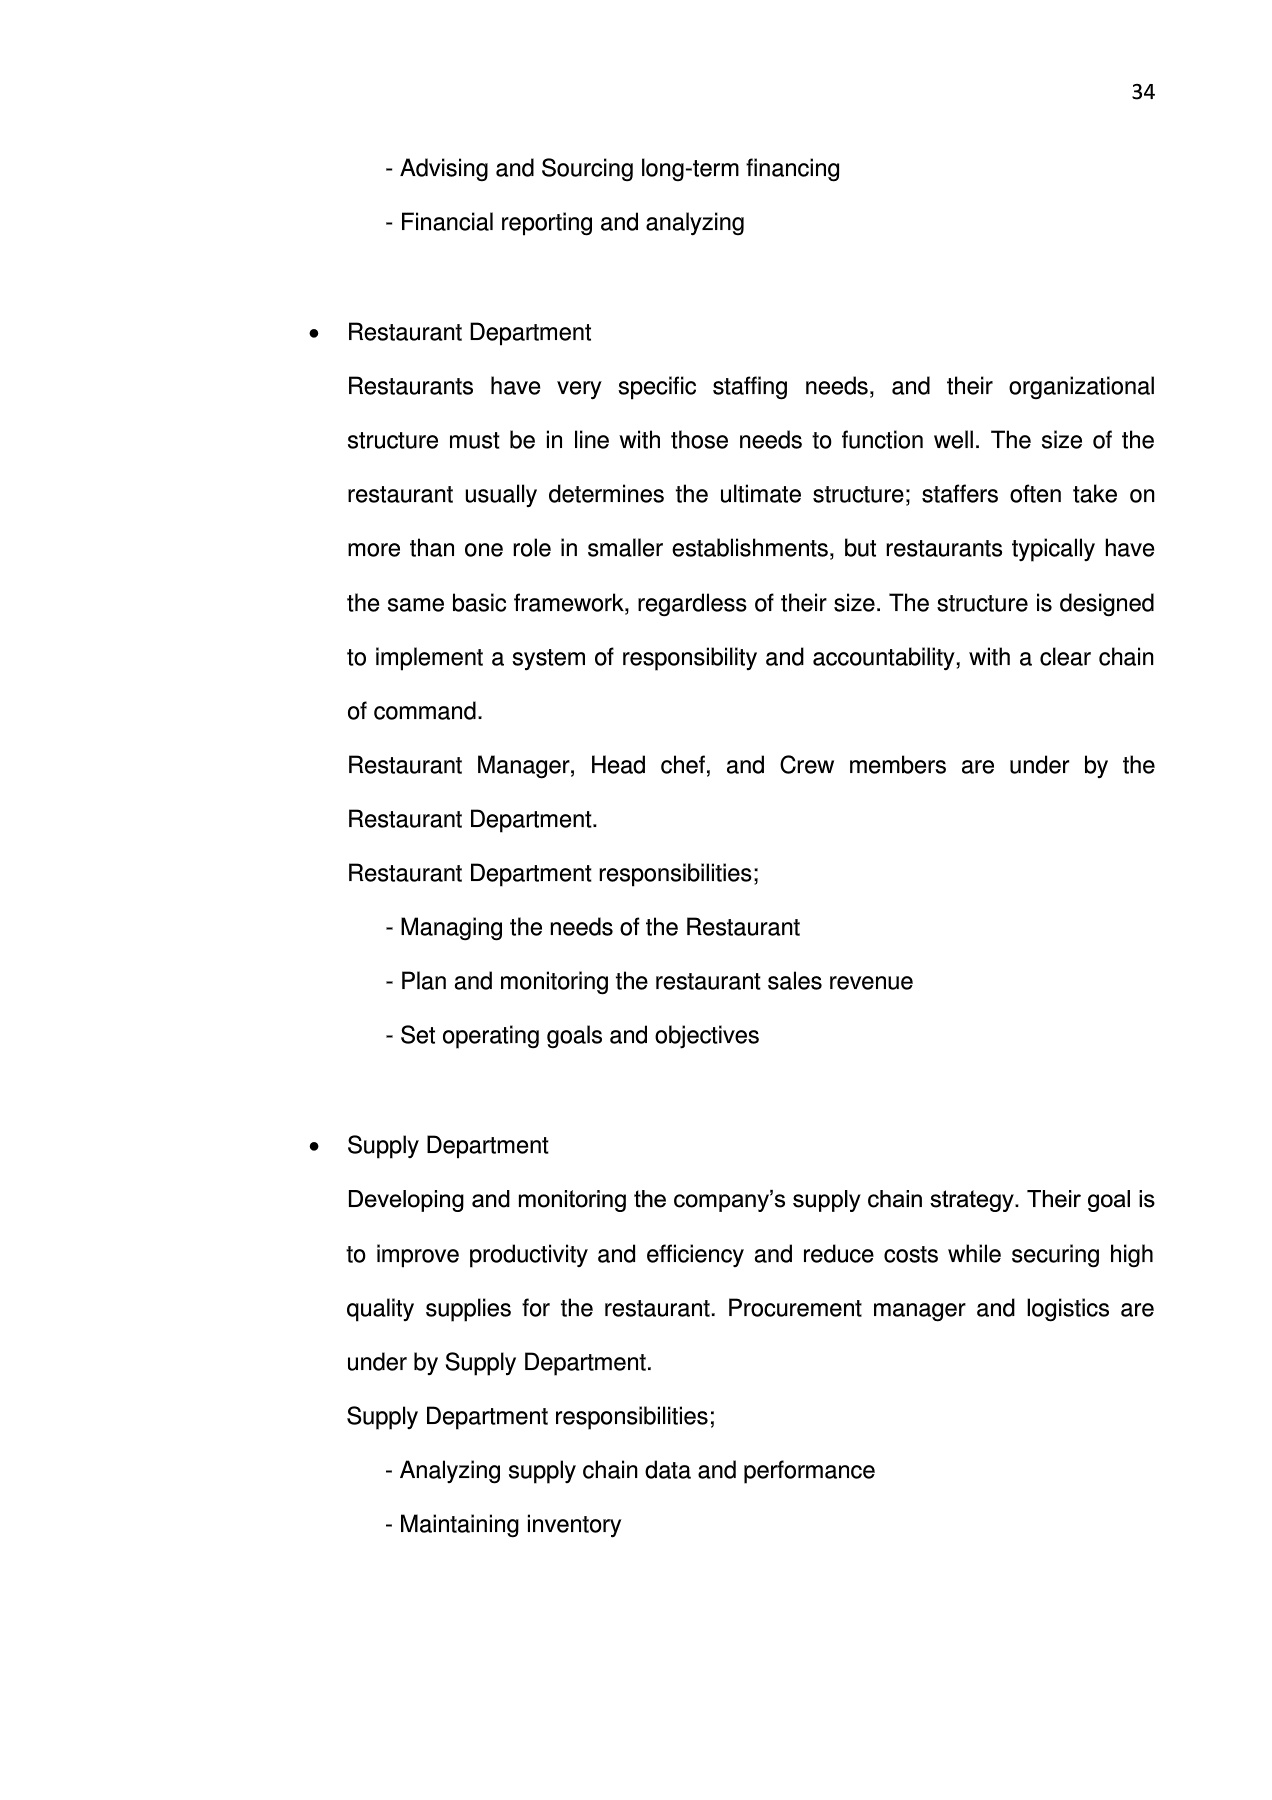 34
- Advising and Sourcing long-term financing
- Financial reporting and analyzing
• Restaurant Department
Restaurants have very specific staffing needs, and their organizational
structure must be in line with those needs to function well. The size of the
restaurant usually determines the ultimate structure; staffers often take on
more than one role in smaller establishments, but restaurants typically have
the same basic framework, regardless of their size. The structure is designed
to implement a system of responsibility and accountability, with a clear chain
of command.
Restaurant Manager, Head chef, and Crew members are under by the
Restaurant Department.
Restaurant Department responsibilities;
- Managing the needs of the Restaurant
- Plan and monitoring the restaurant sales revenue
- Set operating goals and objectives
• Supply Department
Developing and monitoring the company’s supply chain strategy. Their goal is
to improve productivity and efficiency and reduce costs while securing high
quality supplies for the restaurant. Procurement manager and logistics are
under by Supply Department.
Supply Department responsibilities;
- Analyzing supply chain data and performance
- Maintaining inventory